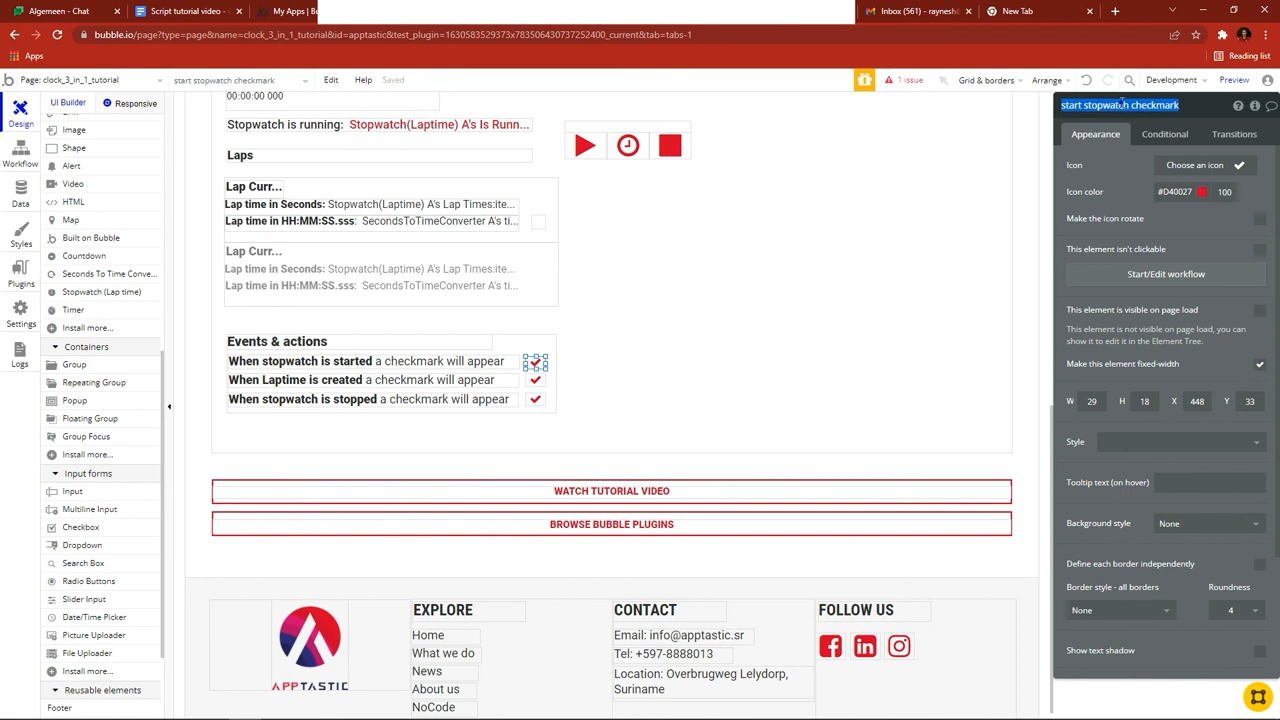 Algemeen - Chat
Script tutorial video -
My Apps | Bu
Inbox (561) - raynesh
New Tab
bubble.io/page?type=page&name=clock_3_in_1_tutorial&id=apptastic&test_plugin=1630583529373x783506430737252400_current&tab=tabs-1
Apps
Reading list
Page: clock_3_in_1_tutorial
start stopwatch checkmark
Edit
Help
Saved
1 issue
Grid & borders
Arrange
Development
Preview
Design
Workflow
Data
Styles
Plugins
Settings
Logs
UI Builder
Responsive
Link
Image
Shape
Alert
Video
HTML
Map
Built on Bubble
Countdown
Seconds To Time Conve...
Stopwatch (Lap time)
Timer
Install more...
Containers
Group
Repeating Group
Popup
Floating Group
Group Focus
Install more...
Input forms
Input
Multiline Input
Checkbox
Dropdown
Search Box
Radio Buttons
Slider Input
Date/Time Picker
Picture Uploader
File Uploader
Install more...
Reusable elements
Footer
00:00:00 000
Stopwatch is running: Stopwatch(Laptime) A's Is Runn...
Laps
Lap Curr...
Lap time in Seconds: Stopwatch(Laptime) A's Lap Times:ite...
Lap time in HH:MM:SS.sss: SecondsToTimeConverter A's ti...
Lap Curr...
Lap time in Seconds: Stopwatch(Laptime) A's Lap Times:ite...
Lap time in HH:MM:SS.sss: SecondsToTimeConverter A's ti...
Events & actions
When stopwatch is started a checkmark will appear
When Laptime is created a checkmark will appear
When stopwatch is stopped a checkmark will appear
WATCH TUTORIAL VIDEO
BROWSE BUBBLE PLUGINS
APPTASTIC
EXPLORE
Home
What we do
News
About us
NoCode
CONTACT
Email: info@apptastic.sr
Tel: +597-8888013
Location: Overbrugweg Lelydorp,
Suriname
FOLLOW US
start stopwatch checkmark
Appearance
Conditional
Transitions
Icon
Choose an icon
Icon color
#D40027
100
Make the icon rotate
This element isn't clickable
Start/Edit workflow
This element is visible on page load
This element is not visible on page load, you can
show it to edit it in the Element Tree.
Make this element fixed-width
W 29 H 18 X 448 Y 33
Style
Tooltip text (on hover)
Background style
None
Define each border independently
Border style - all borders
Roundness
None
4
Show text shadow